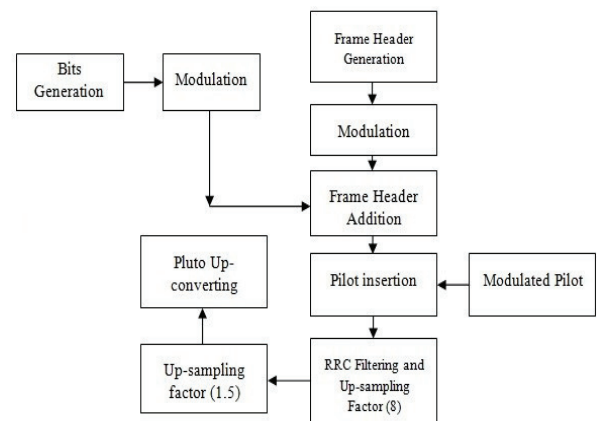 Frame Header
Generation
Bits
Generation
Modulation
Modulation
Frame Header
Addition
Pluto Up-
converting
Pilot insertion
Modulated Pilot
Up-sampling
factor (1.5)
RRC Filtering and
Up-sampling
Factor (8)